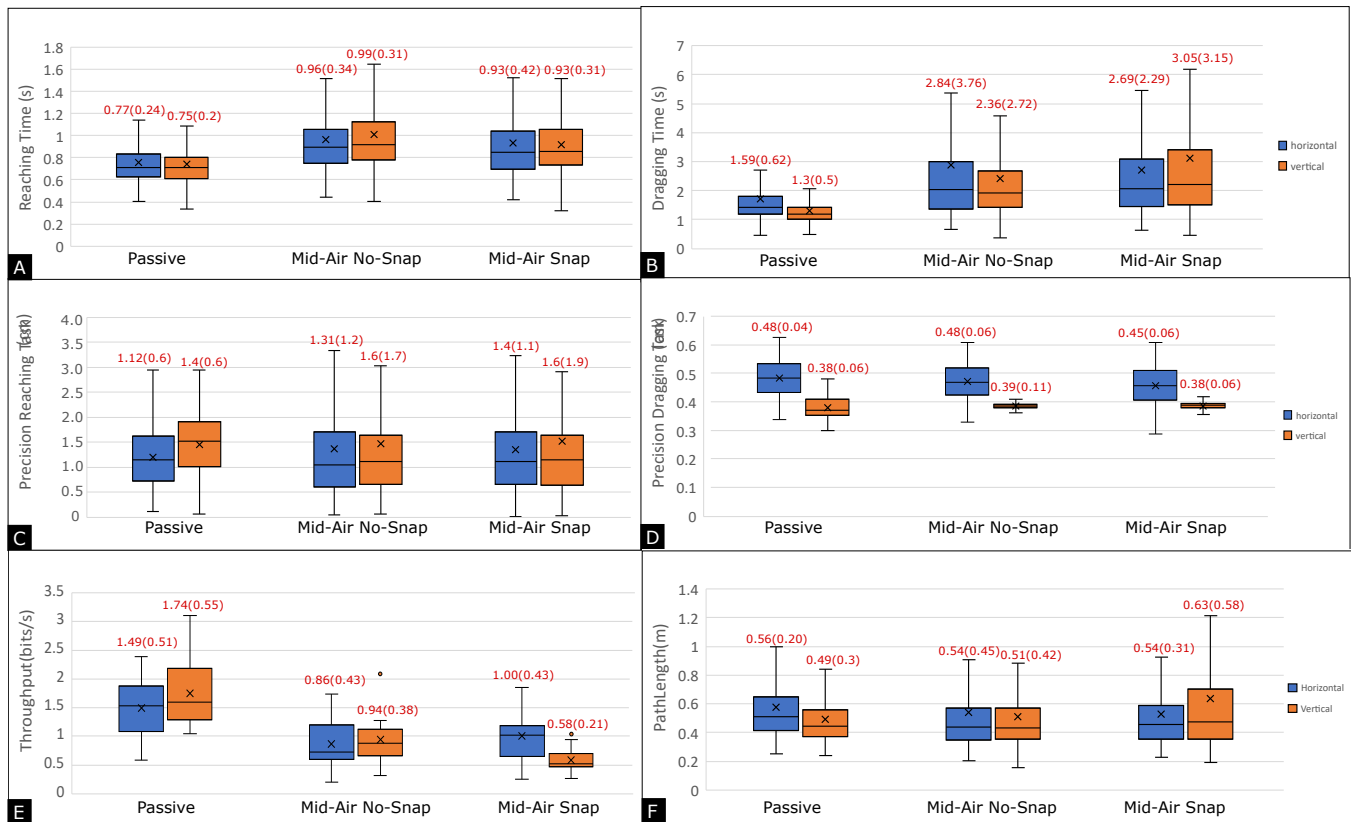 Reaching Time (s)
1.8
1.6
1.4
1.2
1
0.8
0.6
0.4
0.2
0
0.77(0.24)
0.75(0.2)
0.96(0.34)
0.99(0.31)
0.93(0.42)
0.93(0.31)
Passive
Mid-Air No-Snap
Mid-Air Snap
A
Dragging Time (s)
7
6
5
4
3
2
1
0
1.59(0.62)
1.3(0.5)
2.84(3.76)
2.36(2.72)
2.69(2.29)
3.05(3.15)
horizontal
vertical
Passive
Mid-Air No-Snap
Mid-Air Snap
B
Precision Reaching Task
4.0
3.5
3.0
2.5
2.0
1.5
1.0
0.5
0
1.12(0.6)
1.4(0.6)
1.31(1.2)
1.6(1.7)
1.4(1.1)
1.6(1.9)
Passive
Mid-Air No-Snap
Mid-Air Snap
C
Precision Dragging Task
0.7
0.6
0.5
0.4
0.3
0.2
0.1
0
0.48(0.04)
0.38(0.06)
0.48(0.06)
0.39(0.11)
0.45(0.06)
0.38(0.06)
horizontal
vertical
Passive
Mid-Air No-Snap
Mid-Air Snap
D
Throughput(bits/s)
3.5
3
2.5
2
1.5
1
0.5
0
1.49(0.51)
1.74(0.55)
0.86(0.43)
0.94(0.38)
1.00(0.43)
0.58(0.21)
Passive
Mid-Air No-Snap
Mid-Air Snap
E
PathLength(m)
1.4
1.2
1
0.8
0.6
0.4
0.2
0
0.56(0.20)
0.49(0.3)
0.54(0.45)
0.51(0.42)
0.54(0.31)
0.63(0.58)
Horizontal
Vertical
Passive
Mid-Air No-Snap
Mid-Air Snap
F